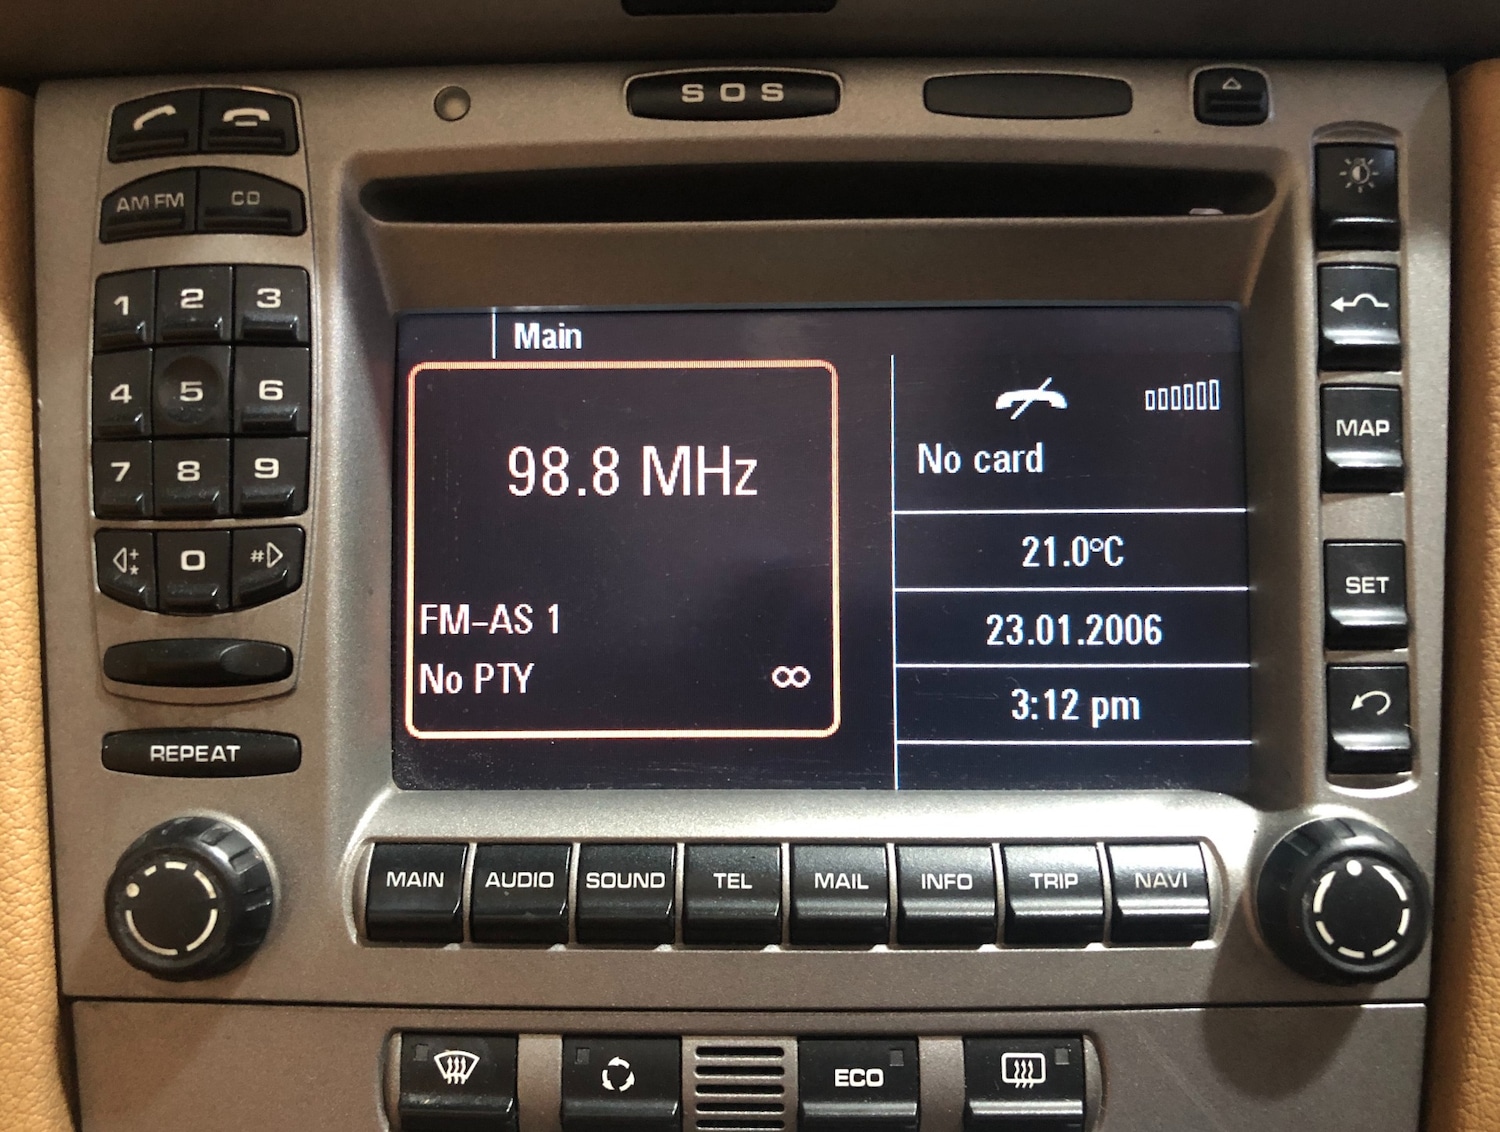 SOS
AM FM
CD
1 2 3
4 5 6
7 8 9
+
* 0 #
REPEAT
Main
98.8 MHz
FM-AS 1
No PTY ∞
No card
21.0°C
23.01.2006
3:12 pm
MAP
SET
MAIN AUDIO SOUND TEL MAIL INFO TRIP NAVI
ECO